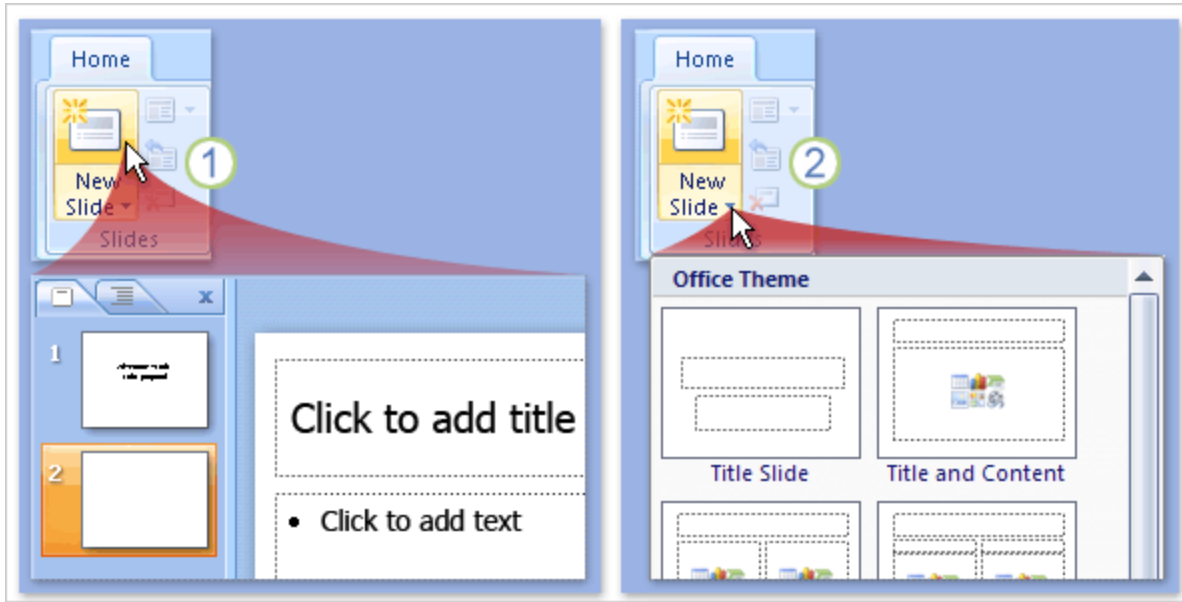 Home
New
Slide
Slides
1
1
2
Click to add title
• Click to add text
Home
New
Slide
2
Office Theme
Title Slide
Title and Content